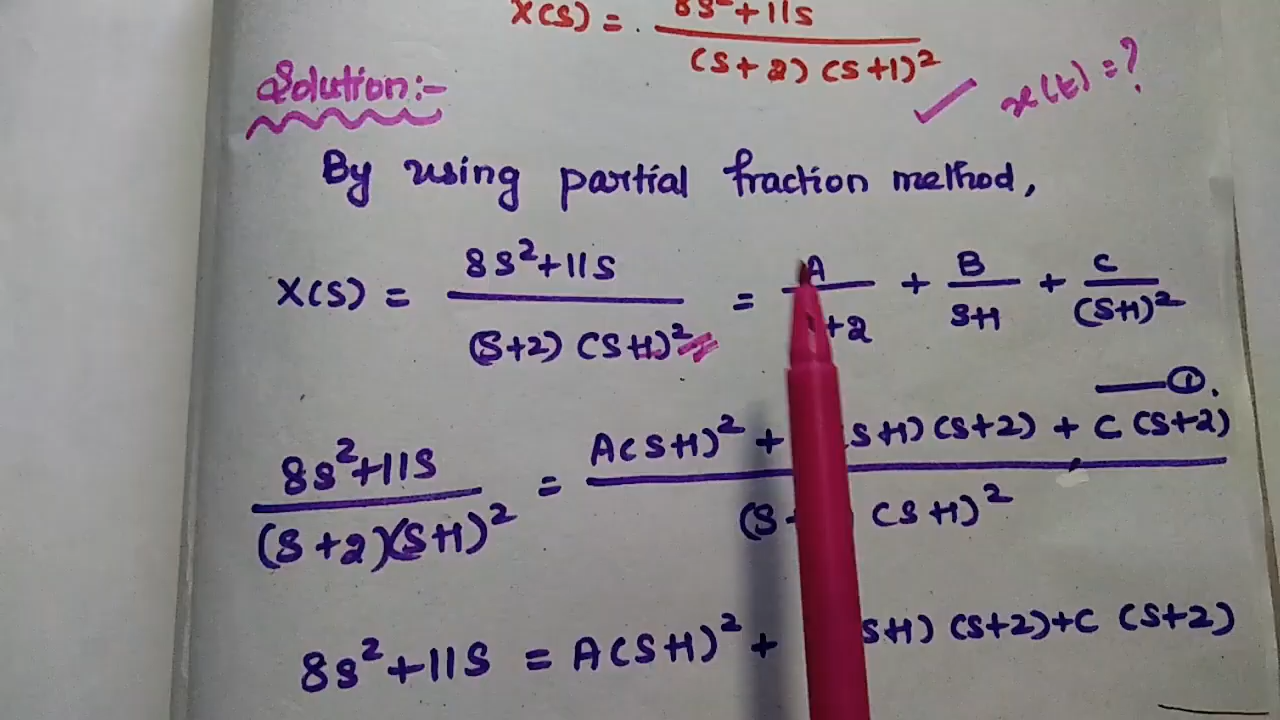 X(S) = 8S²+11S / (S+2)(S+1)²
Solution:-
x(t) = ?
By using partial fraction method,
X(S) = 8S²+11S / (S+2)(S+1)² = A / +2 + B / S+1 + C / (S+1)²
①.
8S²+11S / (S+2)(S+1)² = A(S+1)² + S+1)(S+2) + C(S+2) / (S (S+1)²
8S²+11S = A(S+1)² + S+1)(S+2)+C (S+2)